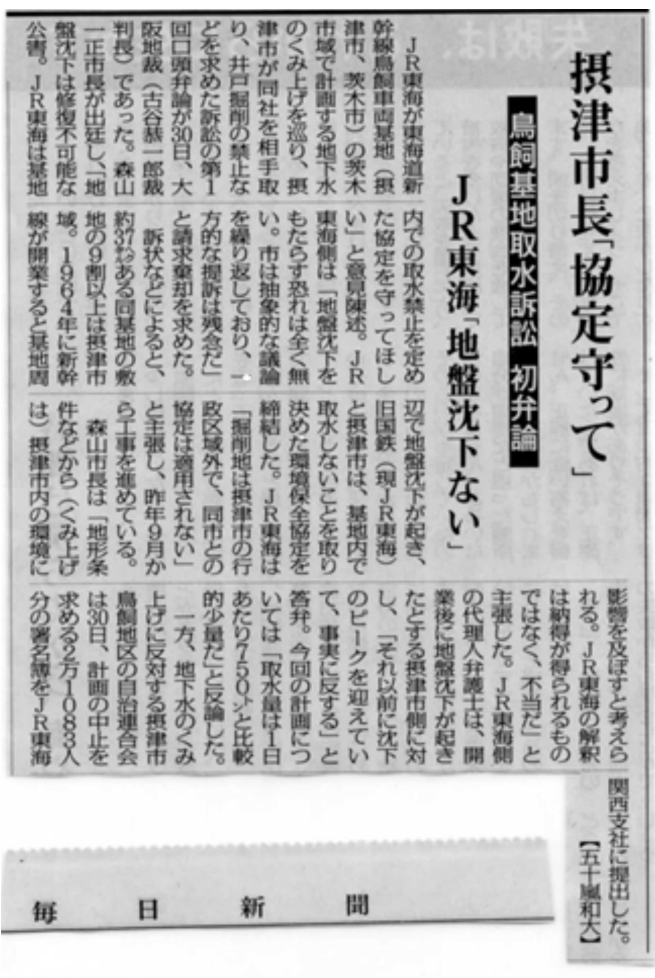 摂津市長「協定守って」
鳥飼基地取水訴訟 初弁論
JR東海「地盤沈下ない」
　JR東海が東海道新
幹線鳥飼車両基地（摂
津市、茨木市）の茨木
市域で計画する地下水
のくみ上げを巡り、摂
津市が同社を相手取
り、井戸掘削の禁止な
どを求めた訴訟の第1
回口頭弁論が30日、大
阪地裁（古谷恭一郎裁
判長）であった。森山
一正市長が出廷し、「地
盤沈下は修復不可能な
公害。JR東海は基地
内での取水禁止を定め
た協定を守ってほし
い」と意見陳述。JR
東海側は「地盤沈下を
もたらす恐れは全く無
い。市は抽象的な議論
を繰り返しており、一
方的な提訴は残念だ」
と請求棄却を求めた。
　訴状などによると、
約37㌶ある同基地の敷
地の9割以上は摂津市
域。1964年に新幹
線が開業すると基地周
辺で地盤沈下が起き、
旧国鉄（現JR東海）
と摂津市は、基地内で
取水しないことを取り
決めた環境保全協定を
締結した。JR東海は
「掘削地は摂津市の行
政区域外で、同市との
協定は適用されない」
と主張し、昨年9月か
ら工事を進めている。
　森山市長は「地形条
件などから（くみ上げ
は）摂津市内の環境に
影響を及ぼすと考えら
れる。JR東海の解釈
は納得が得られるもの
ではなく、不当だ」と
主張した。JR東海側
の代理人弁護士は、開
業後に地盤沈下が起き
たとする摂津市側に対
し、「それ以前に沈下
のピークを迎えてい
て、事実に反する」と
答弁。今回の計画につ
いては「取水量は1日
あたり750㌧と比較
的少量だ」と反論した。
　一方、地下水のくみ
上げに反対する摂津市
鳥飼地区の自治連合会
は30日、計画の中止を
求める2万1083人
分の署名簿をJR東海
関西支社に提出した。
【五十嵐和大】
毎日新聞